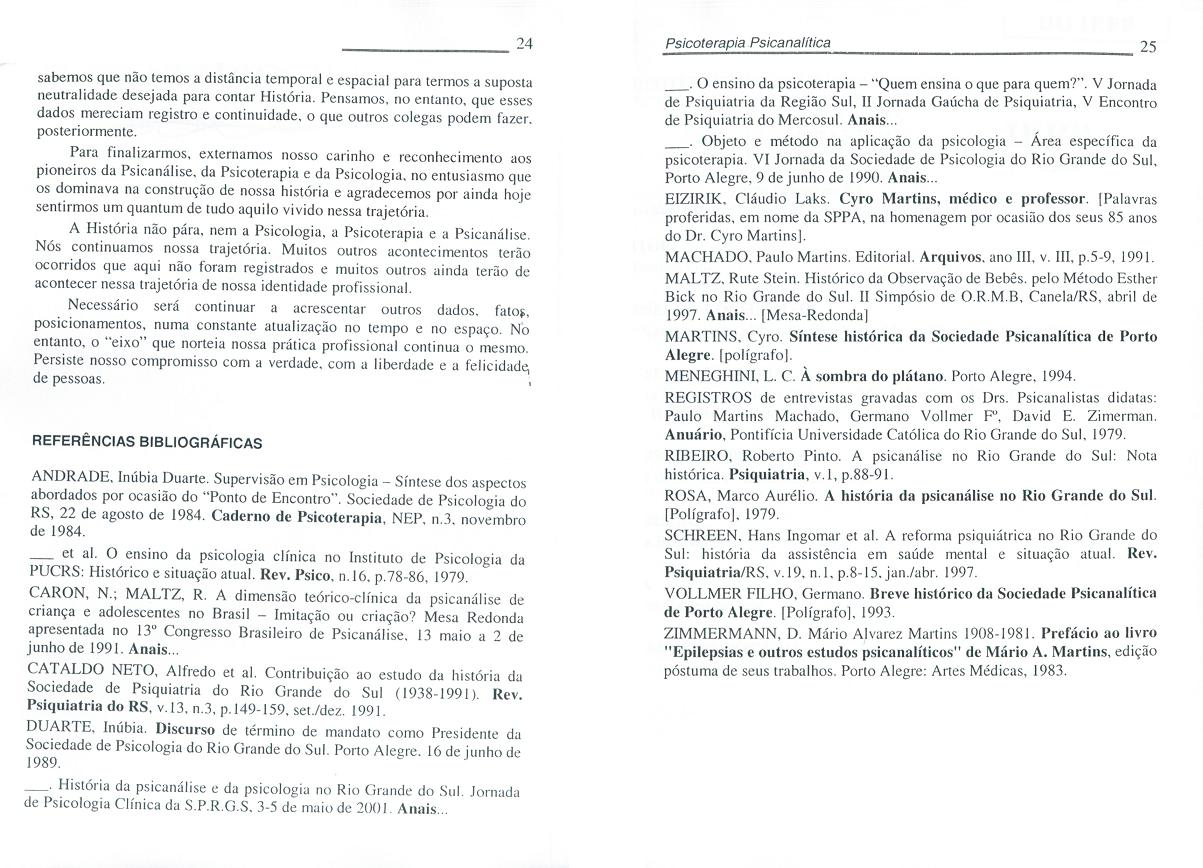 24
sabemos que não temos a distância temporal e espacial para termos a suposta
neutralidade desejada para contar História. Pensamos, no entanto, que esses
dados mereciam registro e continuidade, o que outros colegas podem fazer.
posteriormente.
Para finalizarmos, externamos nosso carinho e reconhecimento aos
pioneiros da Psicanálise, da Psicoterapia e da Psicologia, no entusiasmo que
os dominava na construção de nossa história e agradecemos por ainda hoje
sentirmos um quantum de tudo aquilo vivido nessa trajetória.
A História não pára, nem a Psicologia, a Psicoterapia e a Psicanálise.
Nós continuamos nossa trajetória. Muitos outros acontecimentos terão
ocorridos que aqui não foram registrados e muitos outros ainda terão de
acontecer nessa trajetória de nossa identidade profissional.
Necessário será continuar a acrescentar outros dados, fatos,
posicionamentos, numa constante atualização no tempo e no espaço. No
entanto, o "eixo" que norteia nossa prática profissional continua o mesmo.
Persiste nosso compromisso com a verdade, com a liberdade e a felicidade
de pessoas.
REFERÊNCIAS BIBLIOGRÁFICAS
ANDRADE, Inúbia Duarte. Supervisão em Psicologia – Síntese dos aspectos
abordados por ocasião do "Ponto de Encontro". Sociedade de Psicologia do
RS, 22 de agosto de 1984. Caderno de Psicoterapia, NEP, n.3, novembro
de 1984.
___ et al. O ensino da psicologia clínica no Instituto de Psicologia da
PUCRS: Histórico e situação atual. Rev. Psico, n.16, p.78-86, 1979.
CARON, N.; MALTZ, R. A dimensão teórico-clínica da psicanálise de
criança e adolescentes no Brasil – Imitação ou criação? Mesa Redonda
apresentada no 13º Congresso Brasileiro de Psicanálise, 13 maio a 2 de
junho de 1991. Anais...
CATALDO NETO, Alfredo et al. Contribuição ao estudo da história da
Sociedade de Psiquiatria do Rio Grande do Sul (1938-1991). Rev.
Psiquiatria do RS, v.13, n.3, p.149-159, set./dez. 1991.
DUARTE, Inúbia. Discurso de término de mandato como Presidente da
Sociedade de Psicologia do Rio Grande do Sul. Porto Alegre. 16 de junho de
1989.
___. História da psicanálise e da psicologia no Rio Grande do Sul. Jornada
de Psicologia Clínica da S.P.R.G.S, 3-5 de maio de 2001. Anais...
Psicoterapia Psicanalítica 25
___. O ensino da psicoterapia – "Quem ensina o que para quem?". V Jornada
de Psiquiatria da Região Sul, II Jornada Gaúcha de Psiquiatria, V Encontro
de Psiquiatria do Mercosul. Anais...
___. Objeto e método na aplicação da psicologia – Área específica da
psicoterapia. VI Jornada da Sociedade de Psicologia do Rio Grande do Sul,
Porto Alegre, 9 de junho de 1990. Anais...
EIZIRIK, Cláudio Laks. Cyro Martins, médico e professor. [Palavras
proferidas, em nome da SPPA, na homenagem por ocasião dos seus 85 anos
do Dr. Cyro Martins].
MACHADO, Paulo Martins. Editorial. Arquivos, ano III, v. III, p.5-9, 1991.
MALTZ, Rute Stein. Histórico da Observação de Bebês. pelo Método Esther
Bick no Rio Grande do Sul. II Simpósio de O.R.M.B, Canela/RS, abril de
1997. Anais... [Mesa-Redonda]
MARTINS, Cyro. Síntese histórica da Sociedade Psicanalítica de Porto
Alegre. [polígrafo].
MENEGHINI, L. C. À sombra do plátano. Porto Alegre, 1994.
REGISTROS de entrevistas gravadas com os Drs. Psicanalistas didatas:
Paulo Martins Machado, Germano Vollmer Fº, David E. Zimerman.
Anuário, Pontifícia Universidade Católica do Rio Grande do Sul, 1979.
RIBEIRO, Roberto Pinto. A psicanálise no Rio Grande do Sul: Nota
histórica. Psiquiatria, v.1, p.88-91.
ROSA, Marco Aurélio. A história da psicanálise no Rio Grande do Sul.
[Polígrafo], 1979.
SCHREEN, Hans Ingomar et al. A reforma psiquiátrica no Rio Grande do
Sul: história da assistência em saúde mental e situação atual. Rev.
Psiquiatria/RS, v.19, n.1, p.8-15, jan./abr. 1997.
VOLLMER FILHO, Germano. Breve histórico da Sociedade Psicanalítica
de Porto Alegre. [Polígrafo], 1993.
ZIMMERMANN, D. Mário Alvarez Martins 1908-1981. Prefácio ao livro
"Epilepsias e outros estudos psicanalíticos" de Mário A. Martins, edição
póstuma de seus trabalhos. Porto Alegre: Artes Médicas, 1983.